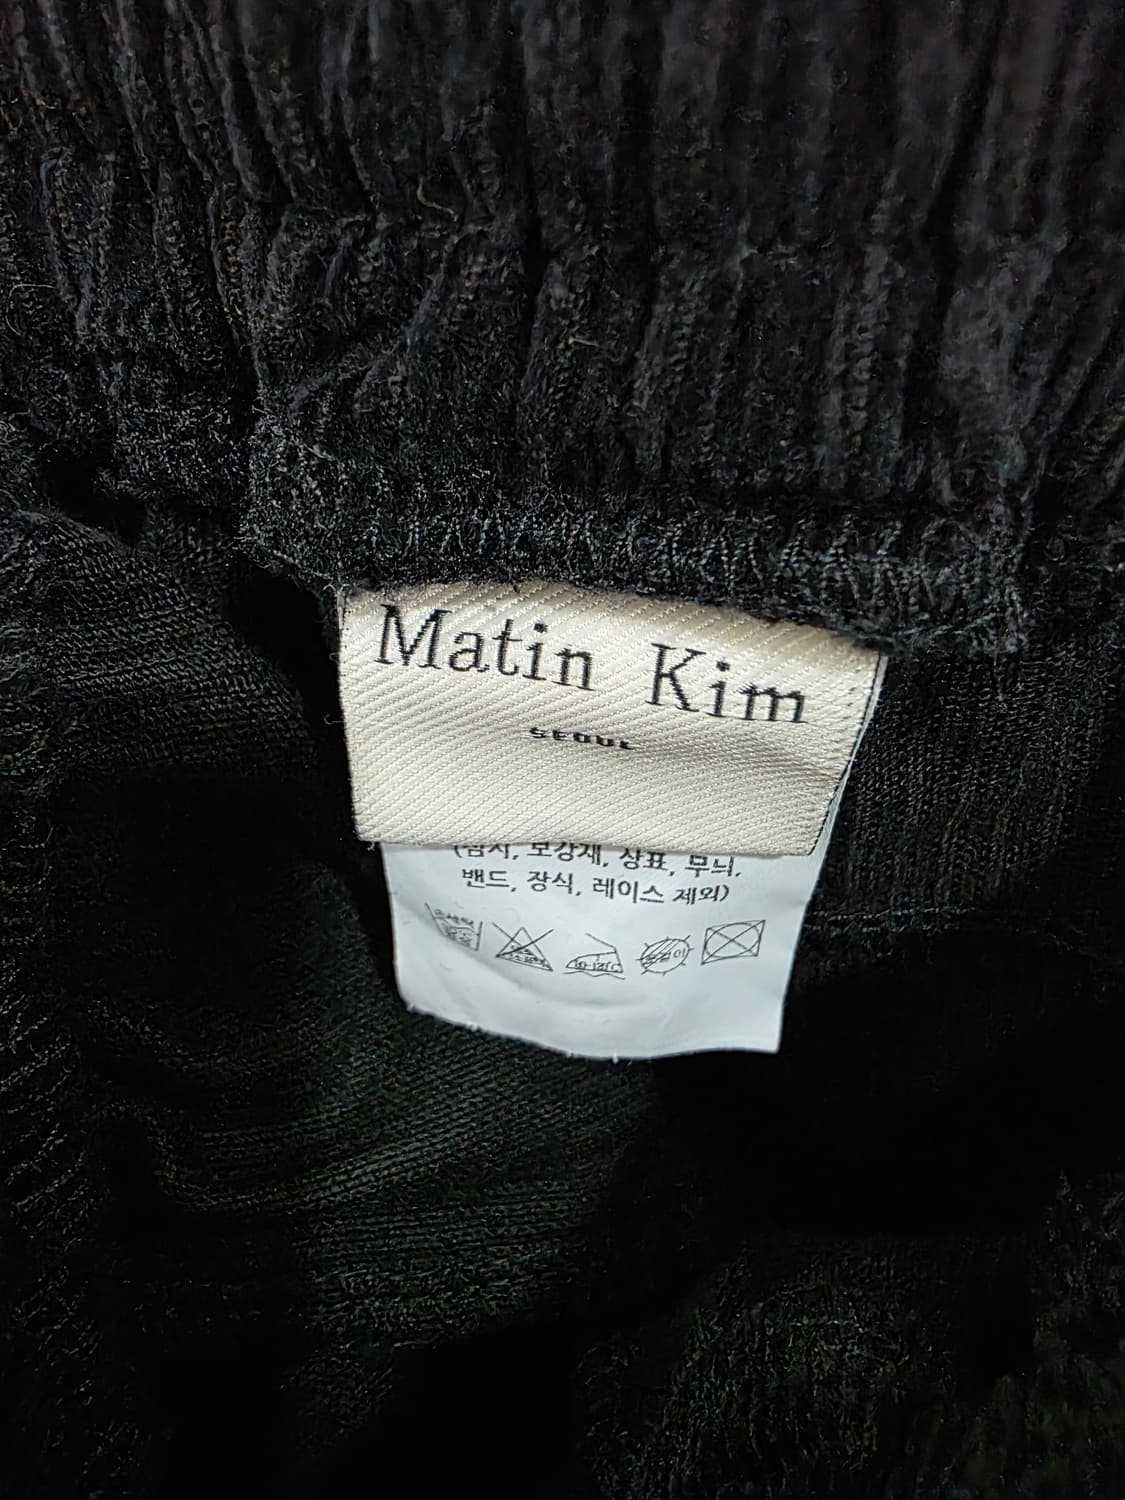 Matin Kim
SEOUL
(심지, 보강재, 상표, 무늬,
밴드, 장식, 레이스 제외)